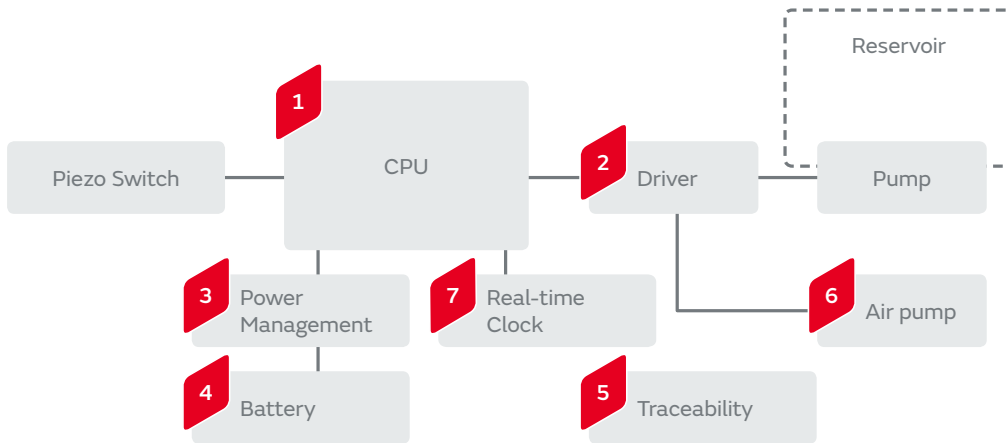 Reservoir
1
CPU
Piezo Switch
2
Driver
Pump
3
Power
Management
7
Real-time
Clock
6
Air pump
4
Battery
5
Traceability